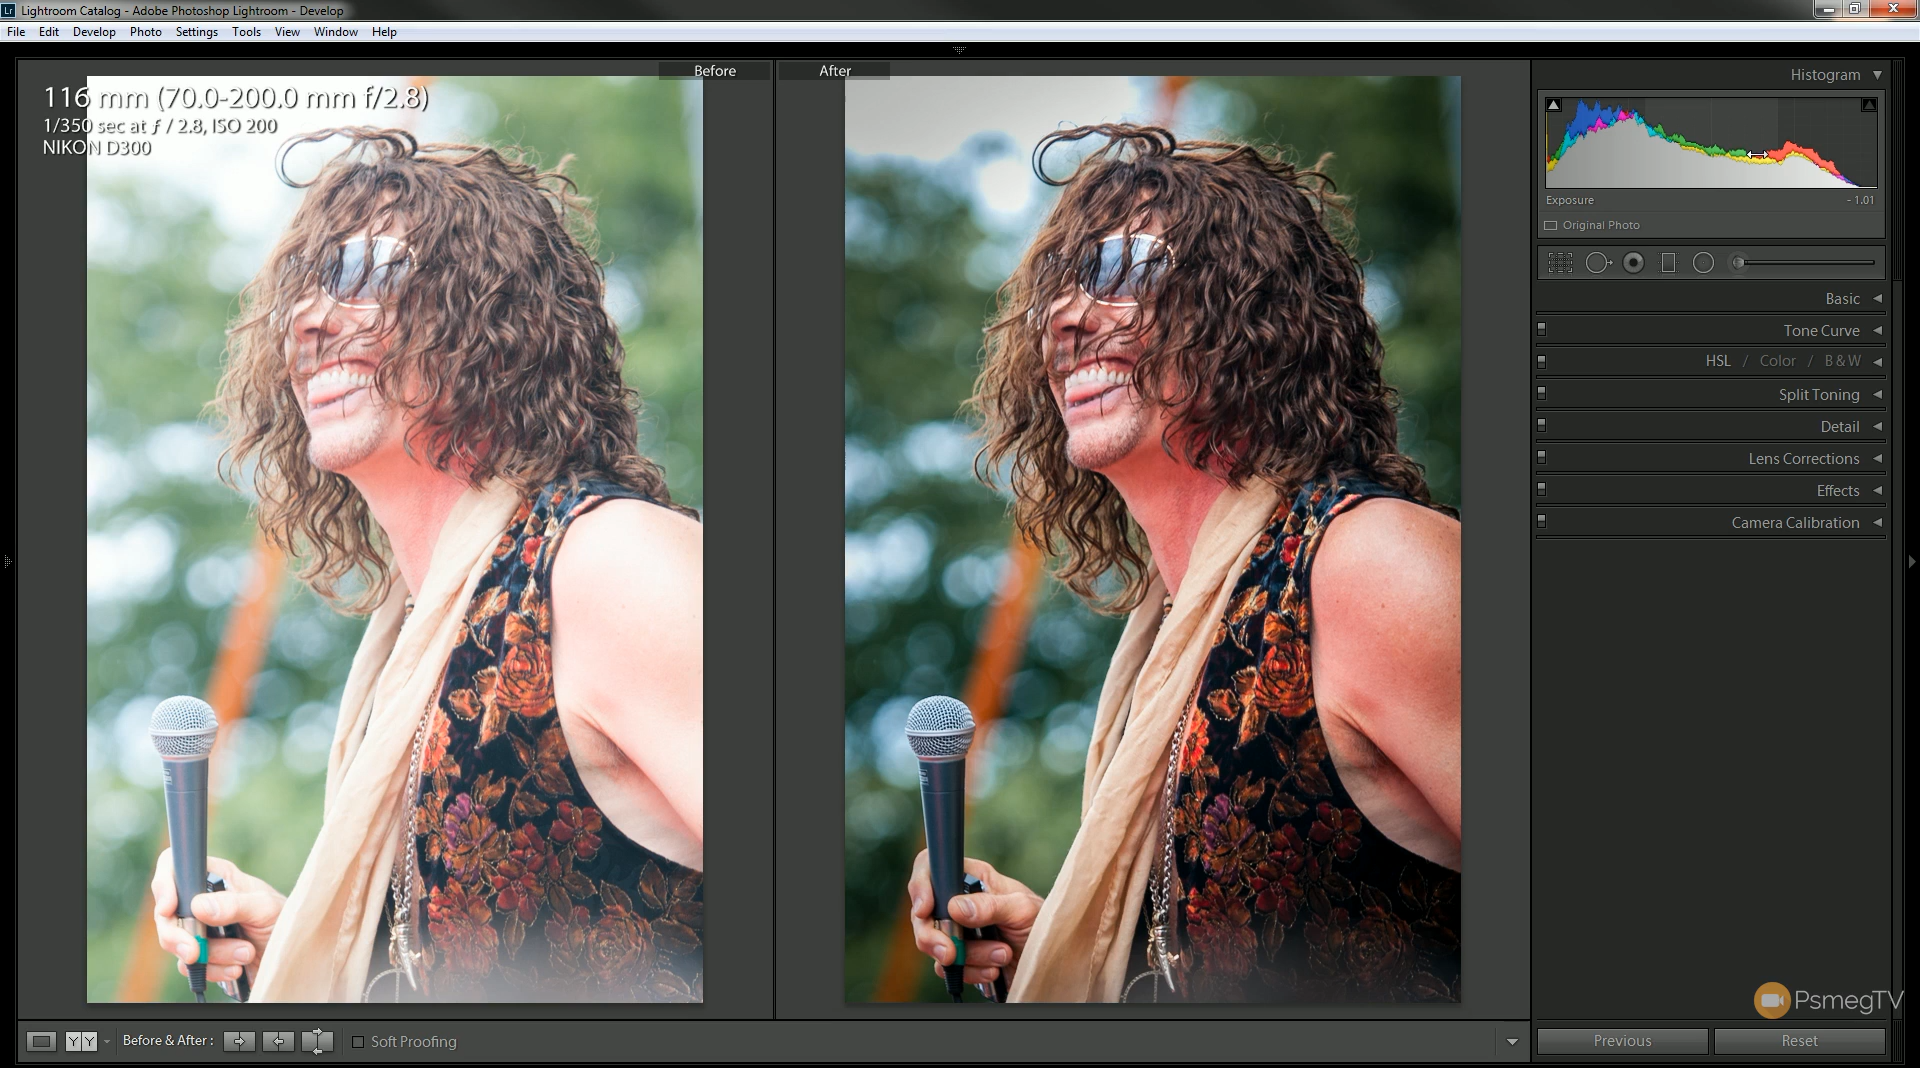 Lightroom Catalog - Adobe Photoshop Lightroom - Develop
File Edit Develop Photo Settings Tools View Window Help
Before
After
116 mm (70.0-200.0 mm f/2.8)
1/350 sec at ƒ / 2.8, ISO 200
NIKON D300
Histogram
Exposure - 1.01
Original Photo
Basic
Tone Curve
HSL / Color / B & W
Split Toning
Detail
Lens Corrections
Effects
Camera Calibration
PsmegTV
Y Y Before & After : Soft Proofing
Previous Reset